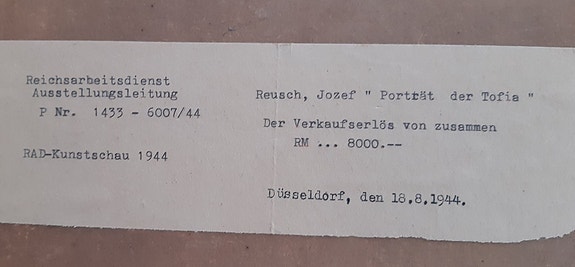 Reichsarbeitsdienst
Ausstellungsleitung
P Nr. 1433 - 6007/44
RAD-Kunstschau 1944
Reusch, Jozef " Porträt der Tofia "
Der Verkaufserlös von zusammen
RM ... 8000.--
Düsseldorf, den 18.8.1944.